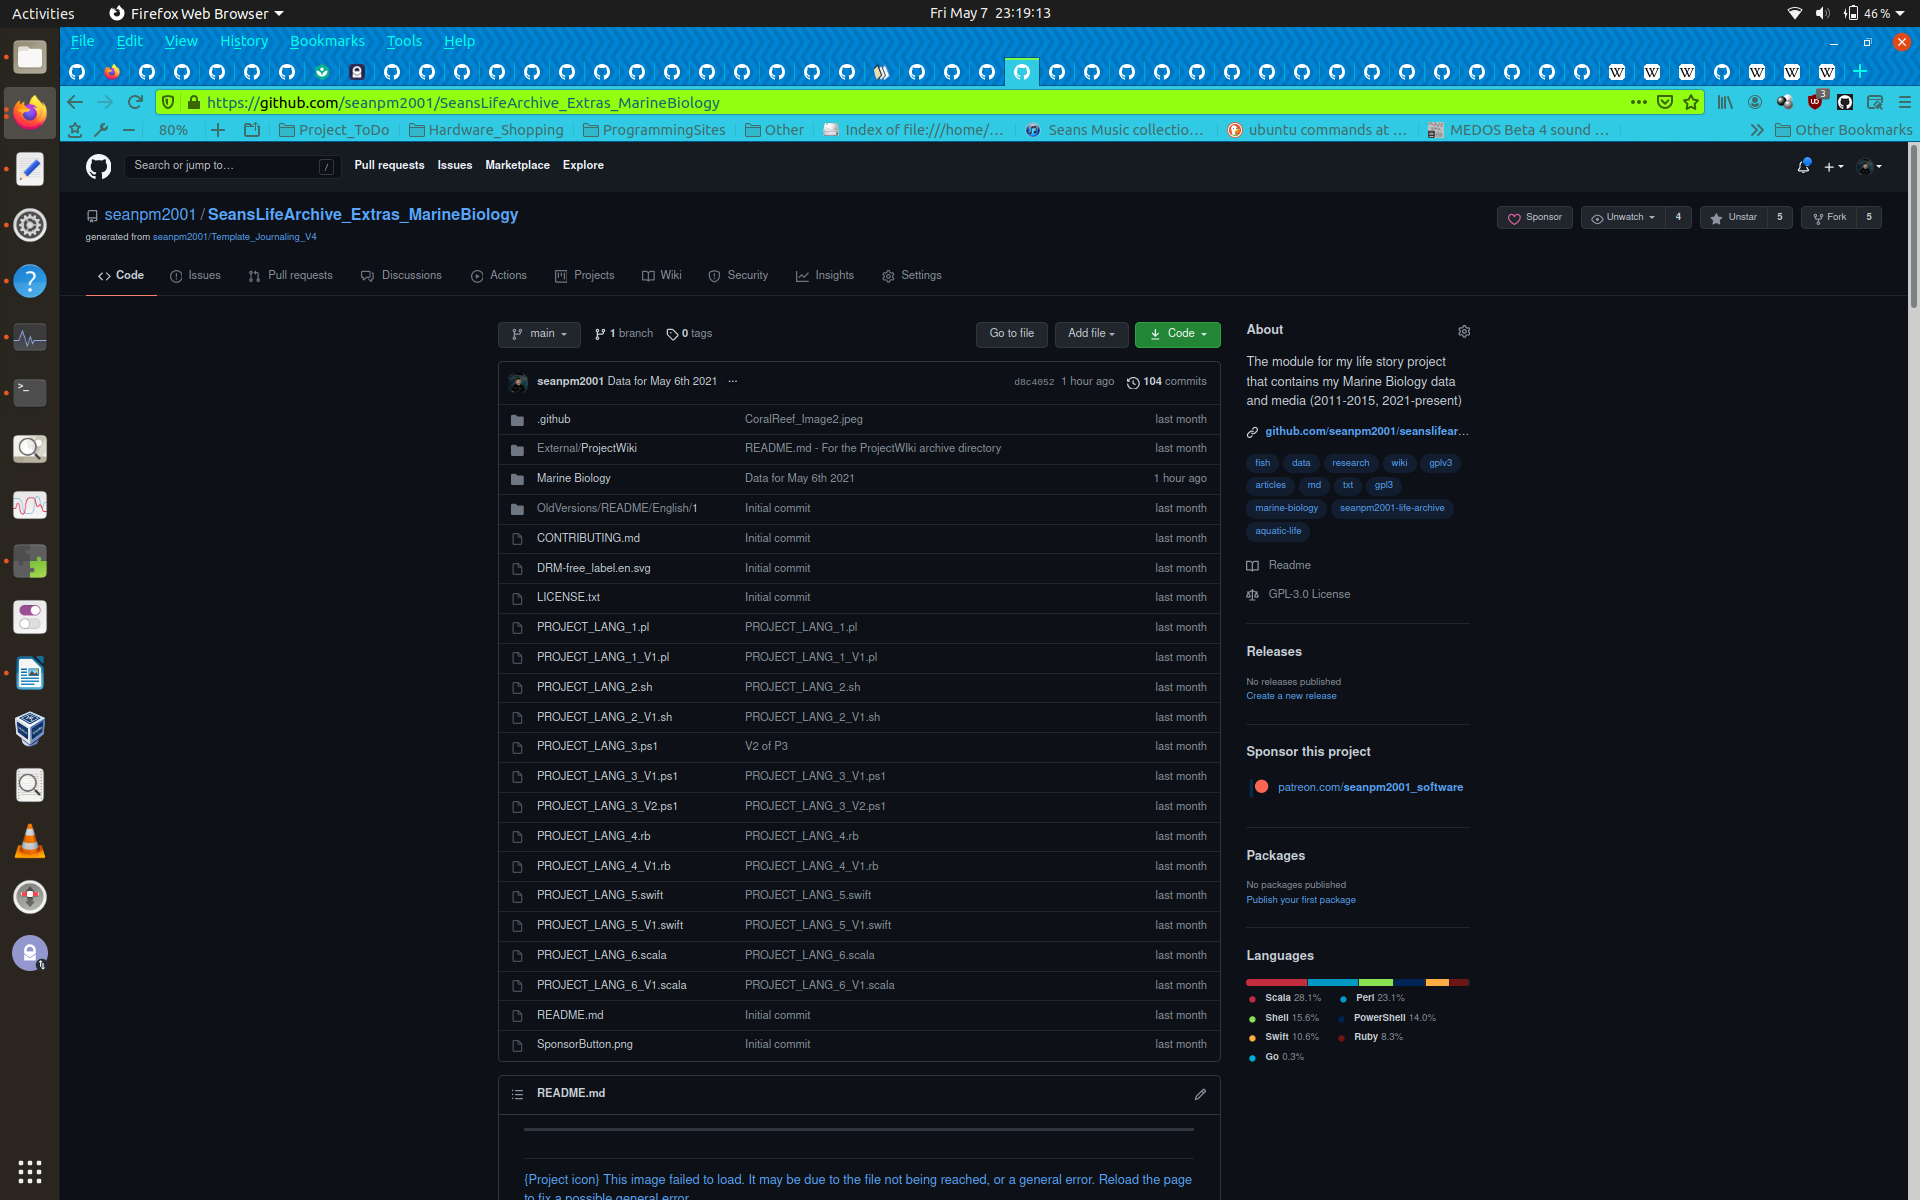 Activities Firefox Web Browser Fri May 7 23:19:13 46 %
File Edit View History Bookmarks Tools Help
https://github.com/seanpm2001/SeansLifeArchive_Extras_MarineBiology 3
80% Project_ToDo Hardware_Shopping ProgrammingSites Other Index of file:///home/… Seans Music collectio… ubuntu commands at … MEDOS Beta 4 sound … Other Bookmarks
Search or jump to… / Pull requests Issues Marketplace Explore
seanpm2001 / SeansLifeArchive_Extras_MarineBiology Sponsor Unwatch 4 Unstar 5 Fork 5
generated from seanpm2001/Template_Journaling_V4
Code Issues Pull requests Discussions Actions Projects Wiki Security Insights Settings
main 1 branch 0 tags Go to file Add file Code
seanpm2001 Data for May 6th 2021 ... d8c4052 1 hour ago 104 commits
.github CoralReef_Image2.jpeg last month
External/ProjectWiki README.md - For the ProjectWIki archive directory last month
Marine Biology Data for May 6th 2021 1 hour ago
OldVersions/README/English/1 Initial commit last month
CONTRIBUTING.md Initial commit last month
DRM-free_label.en.svg Initial commit last month
LICENSE.txt Initial commit last month
PROJECT_LANG_1.pl PROJECT_LANG_1.pl last month
PROJECT_LANG_1_V1.pl PROJECT_LANG_1_V1.pl last month
PROJECT_LANG_2.sh PROJECT_LANG_2.sh last month
PROJECT_LANG_2_V1.sh PROJECT_LANG_2_V1.sh last month
PROJECT_LANG_3.ps1 V2 of P3 last month
PROJECT_LANG_3_V1.ps1 PROJECT_LANG_3_V1.ps1 last month
PROJECT_LANG_3_V2.ps1 PROJECT_LANG_3_V2.ps1 last month
PROJECT_LANG_4.rb PROJECT_LANG_4.rb last month
PROJECT_LANG_4_V1.rb PROJECT_LANG_4_V1.rb last month
PROJECT_LANG_5.swift PROJECT_LANG_5.swift last month
PROJECT_LANG_5_V1.swift PROJECT_LANG_5_V1.swift last month
PROJECT_LANG_6.scala PROJECT_LANG_6.scala last month
PROJECT_LANG_6_V1.scala PROJECT_LANG_6_V1.scala last month
README.md Initial commit last month
SponsorButton.png Initial commit last month
README.md
{Project icon} This image failed to load. It may be due to the file not being reached, or a general error. Reload the page
to fix a possible general error
About
The module for my life story project
that contains my Marine Biology data
and media (2011-2015, 2021-present)
github.com/seanpm2001/seanslifear…
fish data research wiki gplv3
articles md txt gpl3
marine-biology seanpm2001-life-archive
aquatic-life
Readme
GPL-3.0 License
Releases
No releases published
Create a new release
Sponsor this project
patreon.com/seanpm2001_software
Packages
No packages published
Publish your first package
Languages
Scala 28.1% Perl 23.1%
Shell 15.6% PowerShell 14.0%
Swift 10.6% Ruby 8.3%
Go 0.3%